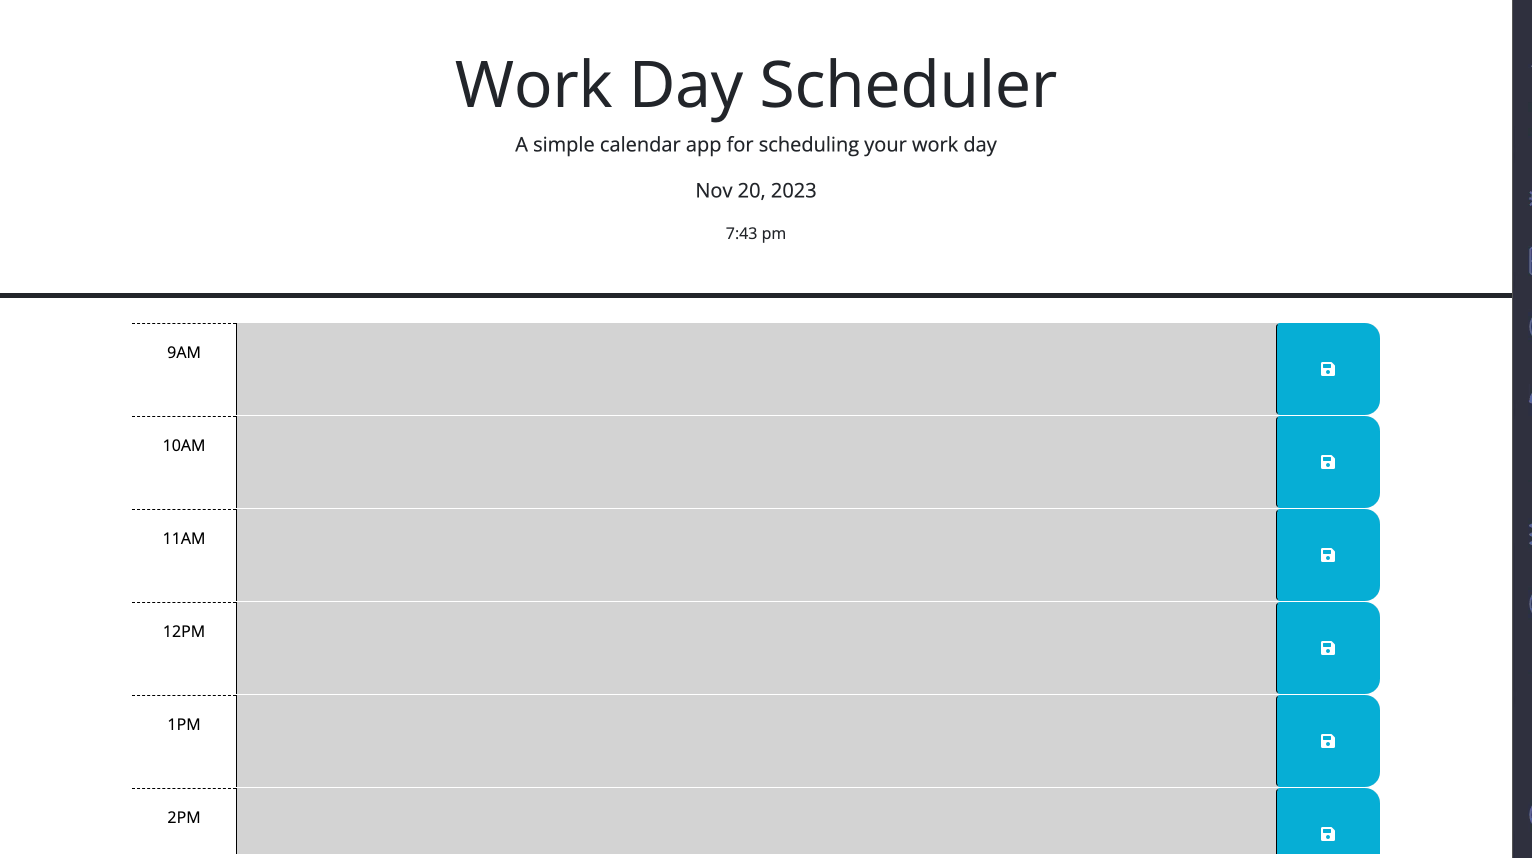 Work Day Scheduler
A simple calendar app for scheduling your work day
Nov 20, 2023
7:43 pm
9AM
10AM
11AM
12PM
1PM
2PM